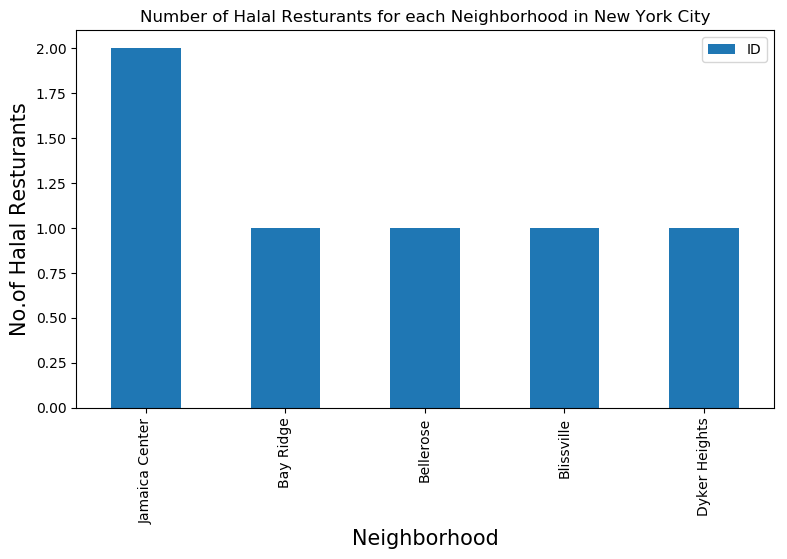 Number of Halal Resturants for each Neighborhood in New York City
ID
No.of Halal Resturants
2.00
1.75
1.50
1.25
1.00
0.75
0.50
0.25
0.00
Jamaica Center
Bay Ridge
Bellerose
Blissville
Dyker Heights
Neighborhood